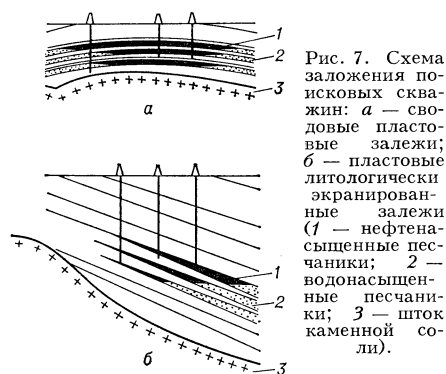 1
2
3
а
1
2
3
б
Рис. 7. Схема
заложения по-
исковых сква-
жин: а — сво-
довые пласто-
вые залежи;
б — пластовые
литологически
экранирован-
ные залежи
(1 — нефтена-
сыщенные пес-
чаники; 2 —
водонасыщен-
ные песчани-
ки; 3 — шток
каменной со-
ли).